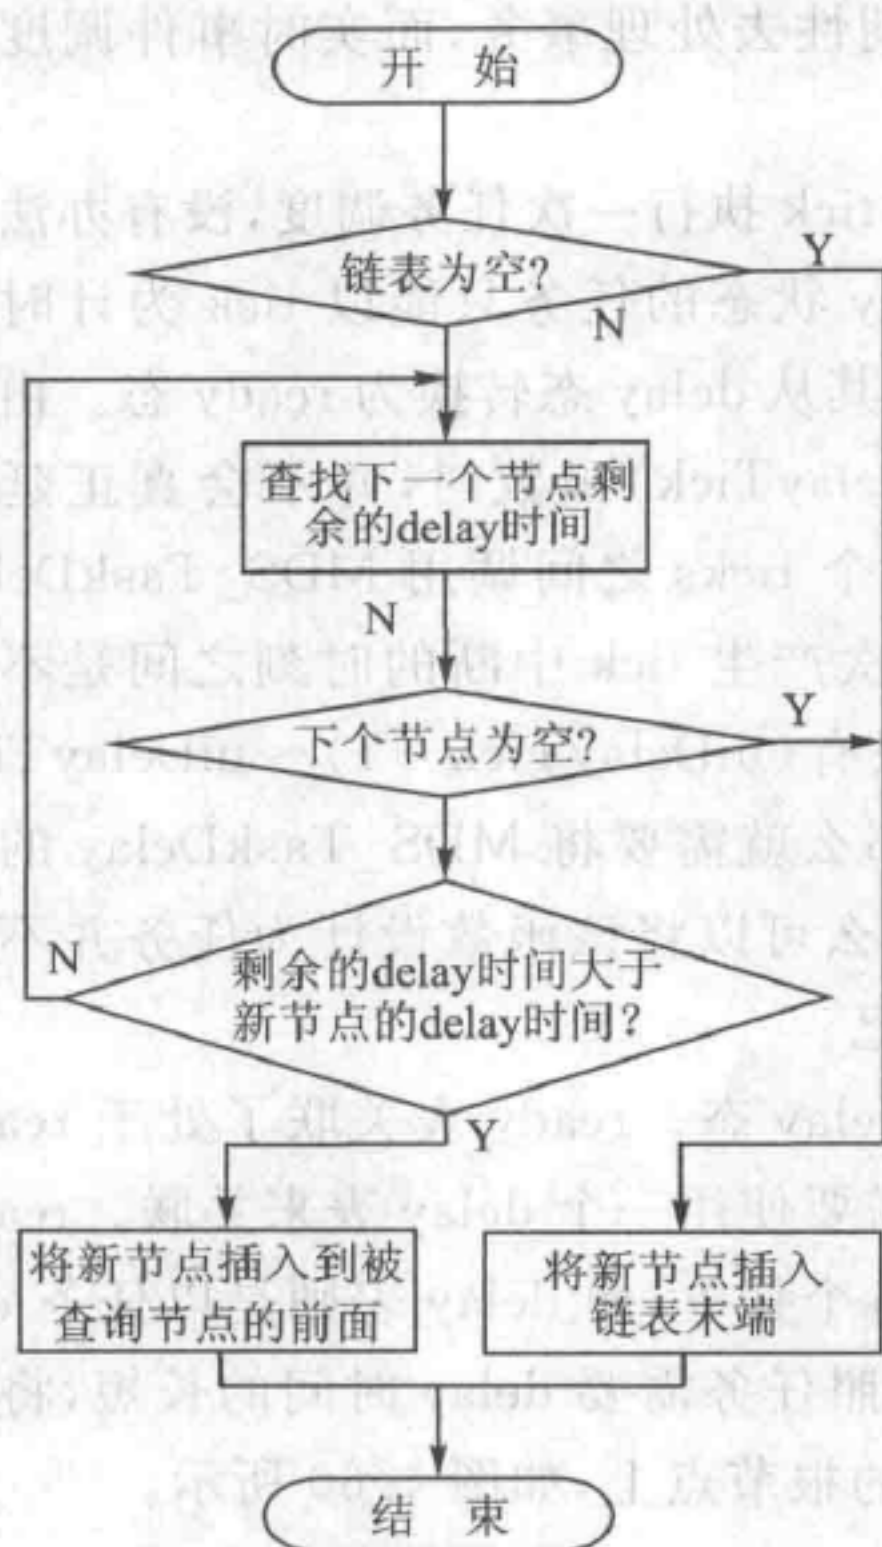 开 始
链表为空?
Y
N
查找下一个节点剩
余的delay时间
N
下个节点为空?
Y
剩余的delay时间大于
新节点的delay时间?
N
Y
将新节点插入到被
查询节点的前面
将新节点插入
链表末端
结 束